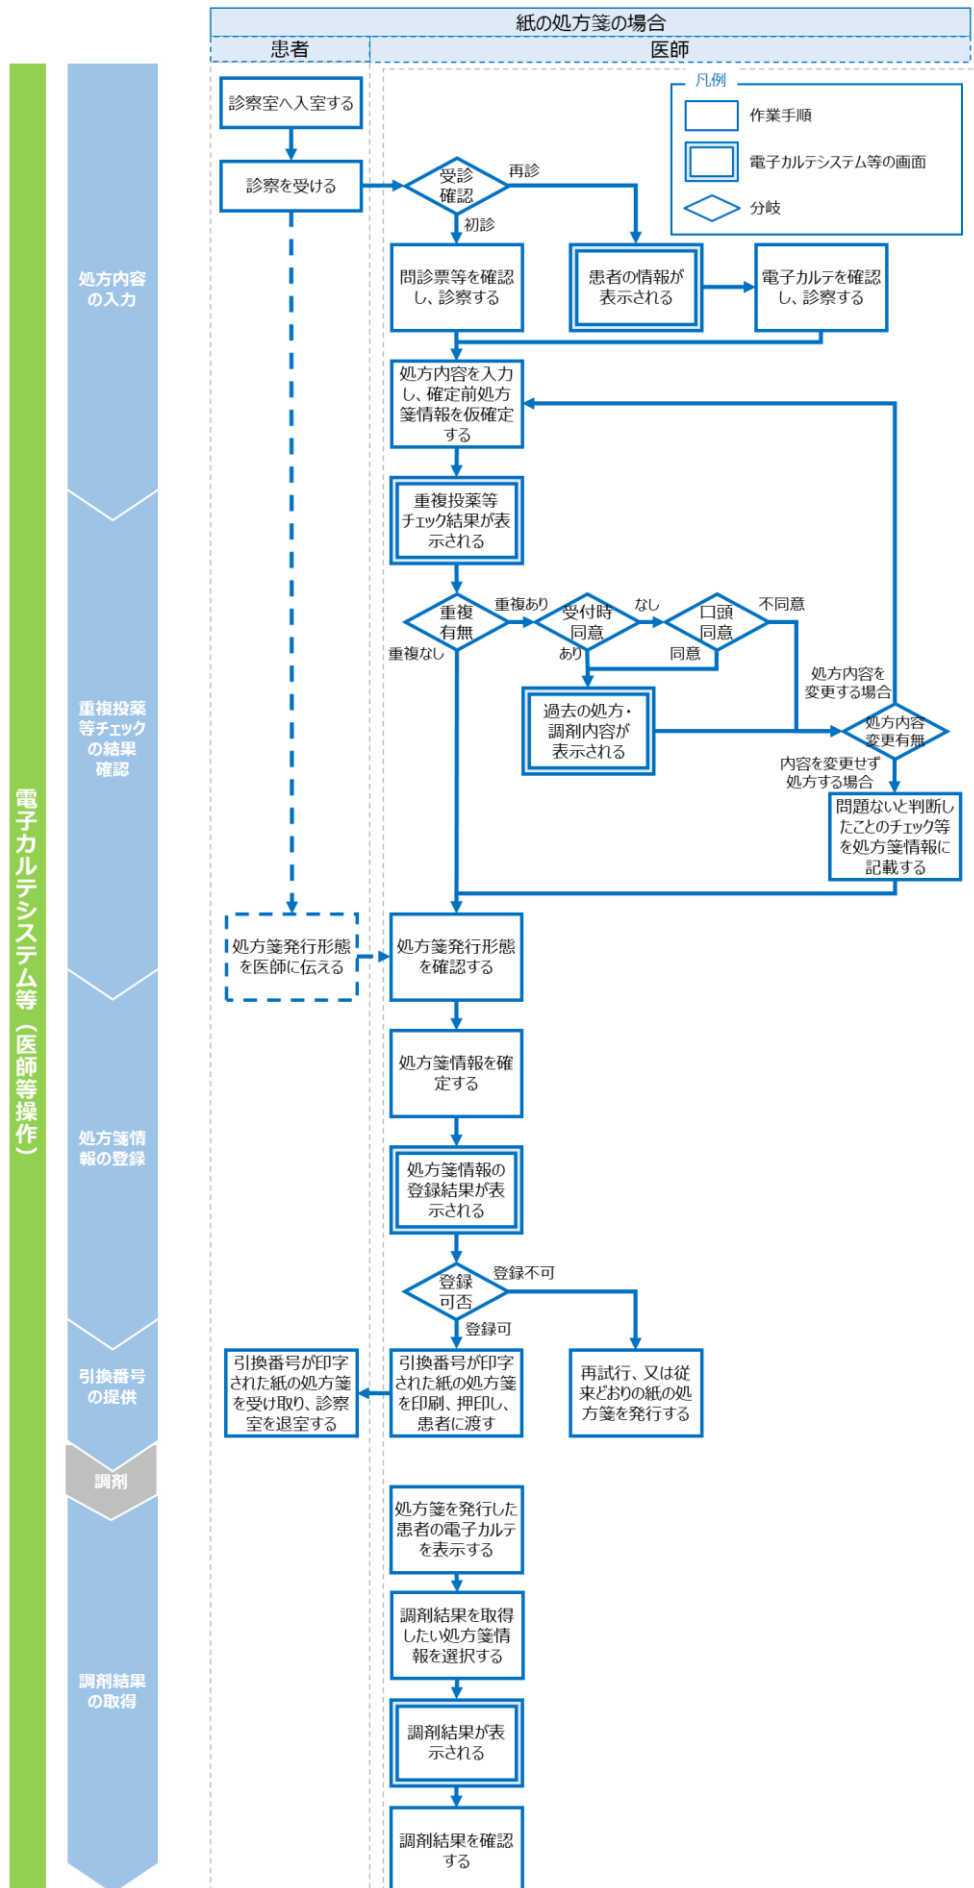 紙の処方箋の場合
患者
医師
凡例
作業手順
電子カルテシステム等の画面
分岐
電子カルテシステム等（医師等操作）
処方内容
の入力
診察室へ入室する
診察を受ける
受診
確認
再診
初診
問診票等を確認
し、診察する
患者の情報が
表示される
電子カルテを確認
し、診察する
処方内容を入力
し、確定前処方
箋情報を仮確定
する
重複投薬
等チェック
の結果
確認
重複投薬等
チェック結果が表
示される
重複
有無
重複あり
重複なし
受付時
同意
なし
あり
口頭
同意
不同意
同意
過去の処方・
調剤内容が
表示される
処方内容を
変更する場合
処方内容
変更有無
内容を変更せず
処方する場合
問題ないと判断し
たことのチェック等
を処方箋情報に
記載する
処方箋発行形態
を医師に伝える
処方箋発行形態
を確認する
処方箋情
報の登録
処方箋情報を確
定する
処方箋情報の
登録結果が表
示される
登録
可否
登録不可
登録可
引換番号
の提供
引換番号が印字
された紙の処方箋
を受け取り、診察
室を退室する
引換番号が印字
された紙の処方箋
を印刷、押印し、
患者に渡す
再試行、又は従
来どおりの紙の処
方箋を発行する
調剤
調剤結果
の取得
処方箋を発行した
患者の電子カルテ
を表示する
調剤結果を取得
したい処方箋情
報を選択する
調剤結果が表
示される
調剤結果を確認
する